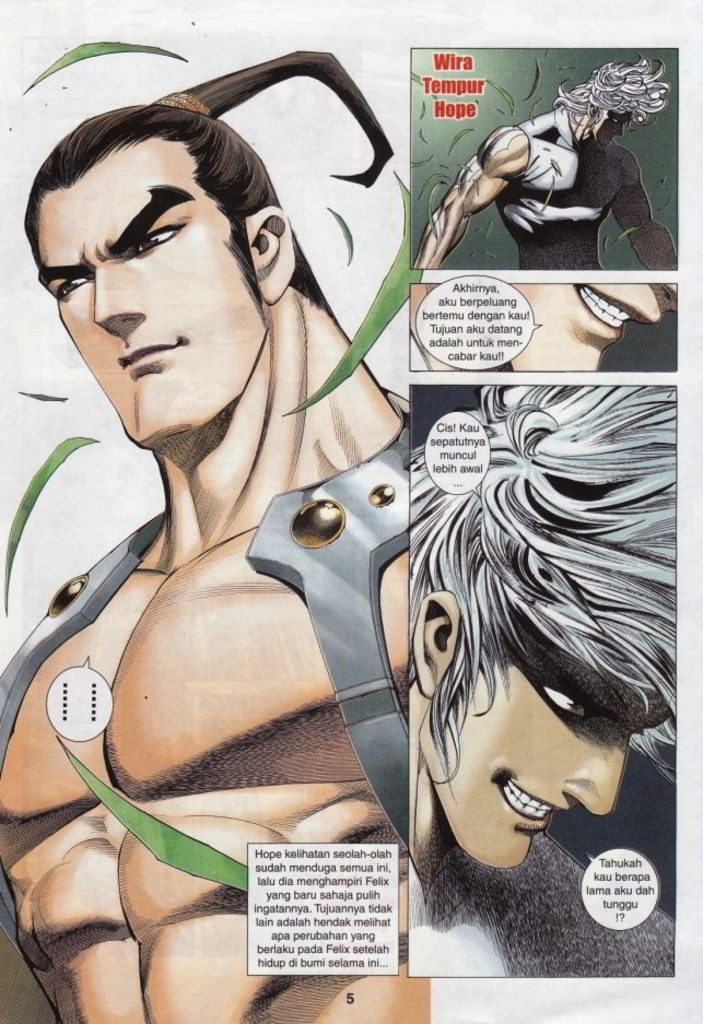 Wira
Tempur
Hope
Akhirnya,
aku berpeluang
bertemu dengan kau!
Tujuan aku datang
adalah untuk men-
cabar kau!!
Cis! Kau
sepatutnya
muncul
lebih awal
...
Tahukah
kau berapa
lama aku dah
tunggu
!?
Hope kelihatan seolah-olah
sudah menduga semua ini,
lalu dia menghampiri Felix
yang baru sahaja pulih
ingatannya. Tujuannya tidak
lain adalah hendak melihat
apa perubahan yang
berlaku pada Felix setelah
hidup di bumi selama ini...
5